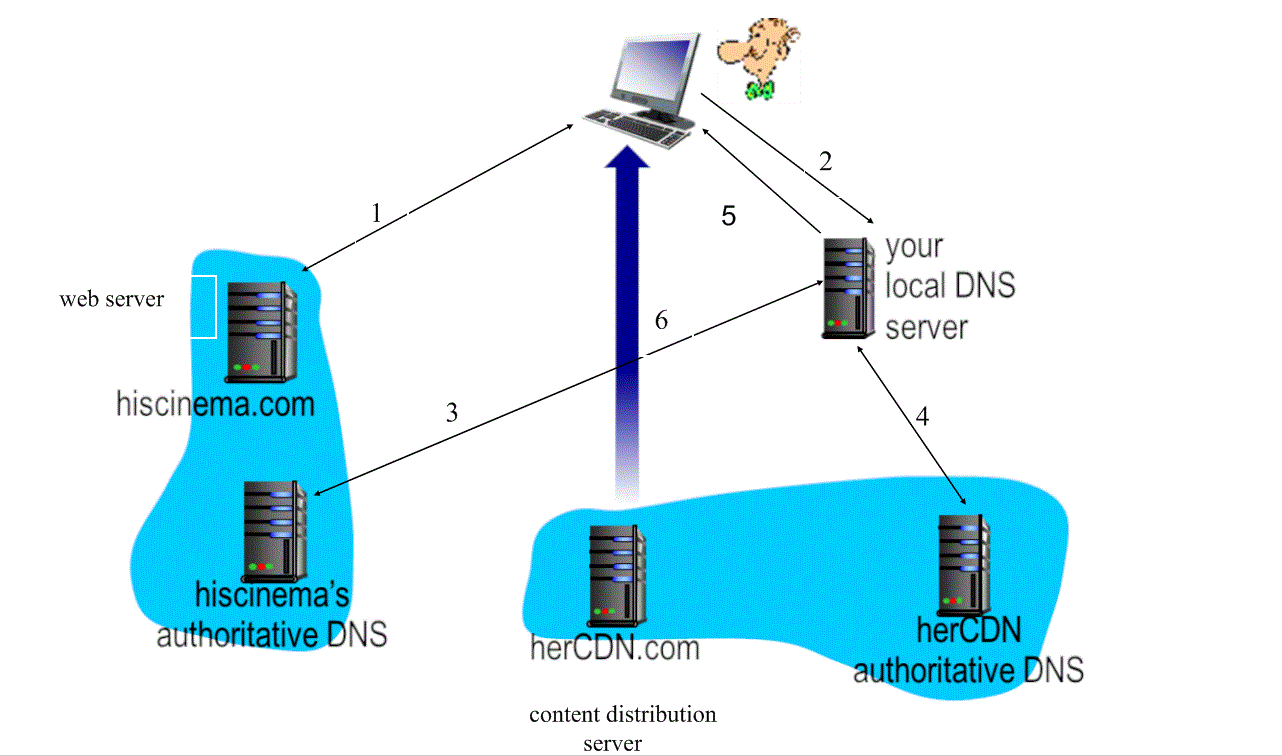 1
2
5
your
local DNS
server
web server
6
hiscinema.com
3
4
hiscinema's
authoritative DNS
herCDN.com
herCDN
authoritative DNS
content distribution
server